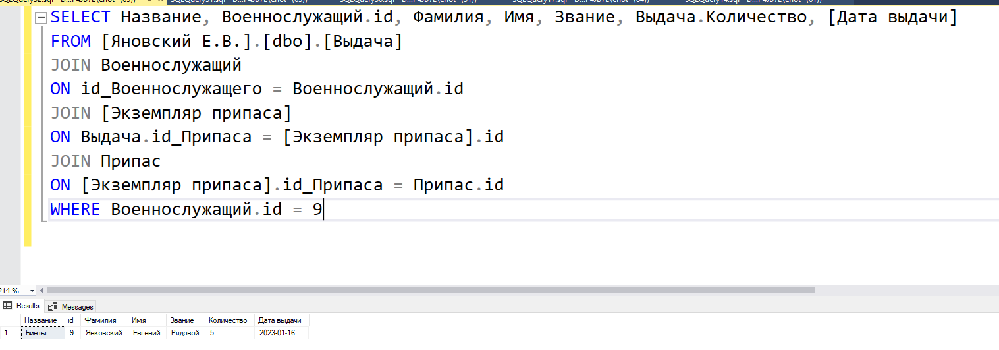 SELECT Название, Военнослужащий.id, Фамилия, Имя, Звание, Выдача.Количество, [Дата выдачи]
FROM [Яновский Е.В.].[dbo].[Выдача]
JOIN Военнослужащий
ON id_Военнослужащего = Военнослужащий.id
JOIN [Экземпляр припаса]
ON Выдача.id_Припаса = [Экземпляр припаса].id
JOIN Припас
ON [Экземпляр припаса].id_Припаса = Припас.id
WHERE Военнослужащий.id = 9
214 %
Results Messages
Название id Фамилия Имя Звание Количество Дата выдачи
1 Бинты 9 Янковский Евгений Рядовой 5 2023-01-16